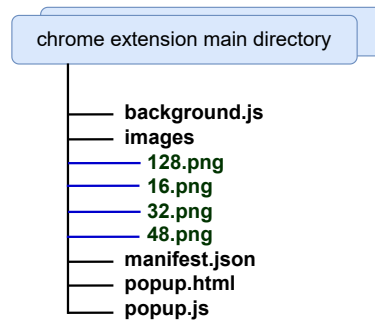 chrome extension main directory
background.js
images
128.png
16.png
32.png
48.png
manifest.json
popup.html
popup.js